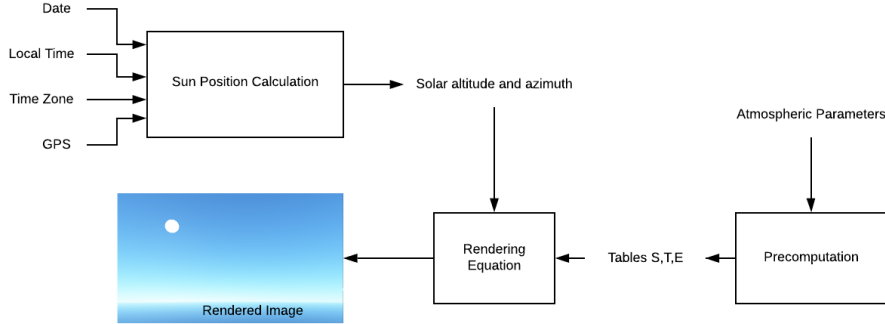 Date
Local Time
Time Zone
GPS
Sun Position Calculation
Solar altitude and azimuth
Atmospheric Parameters
Rendering
Equation
Tables S,T,E
Precomputation
Rendered Image